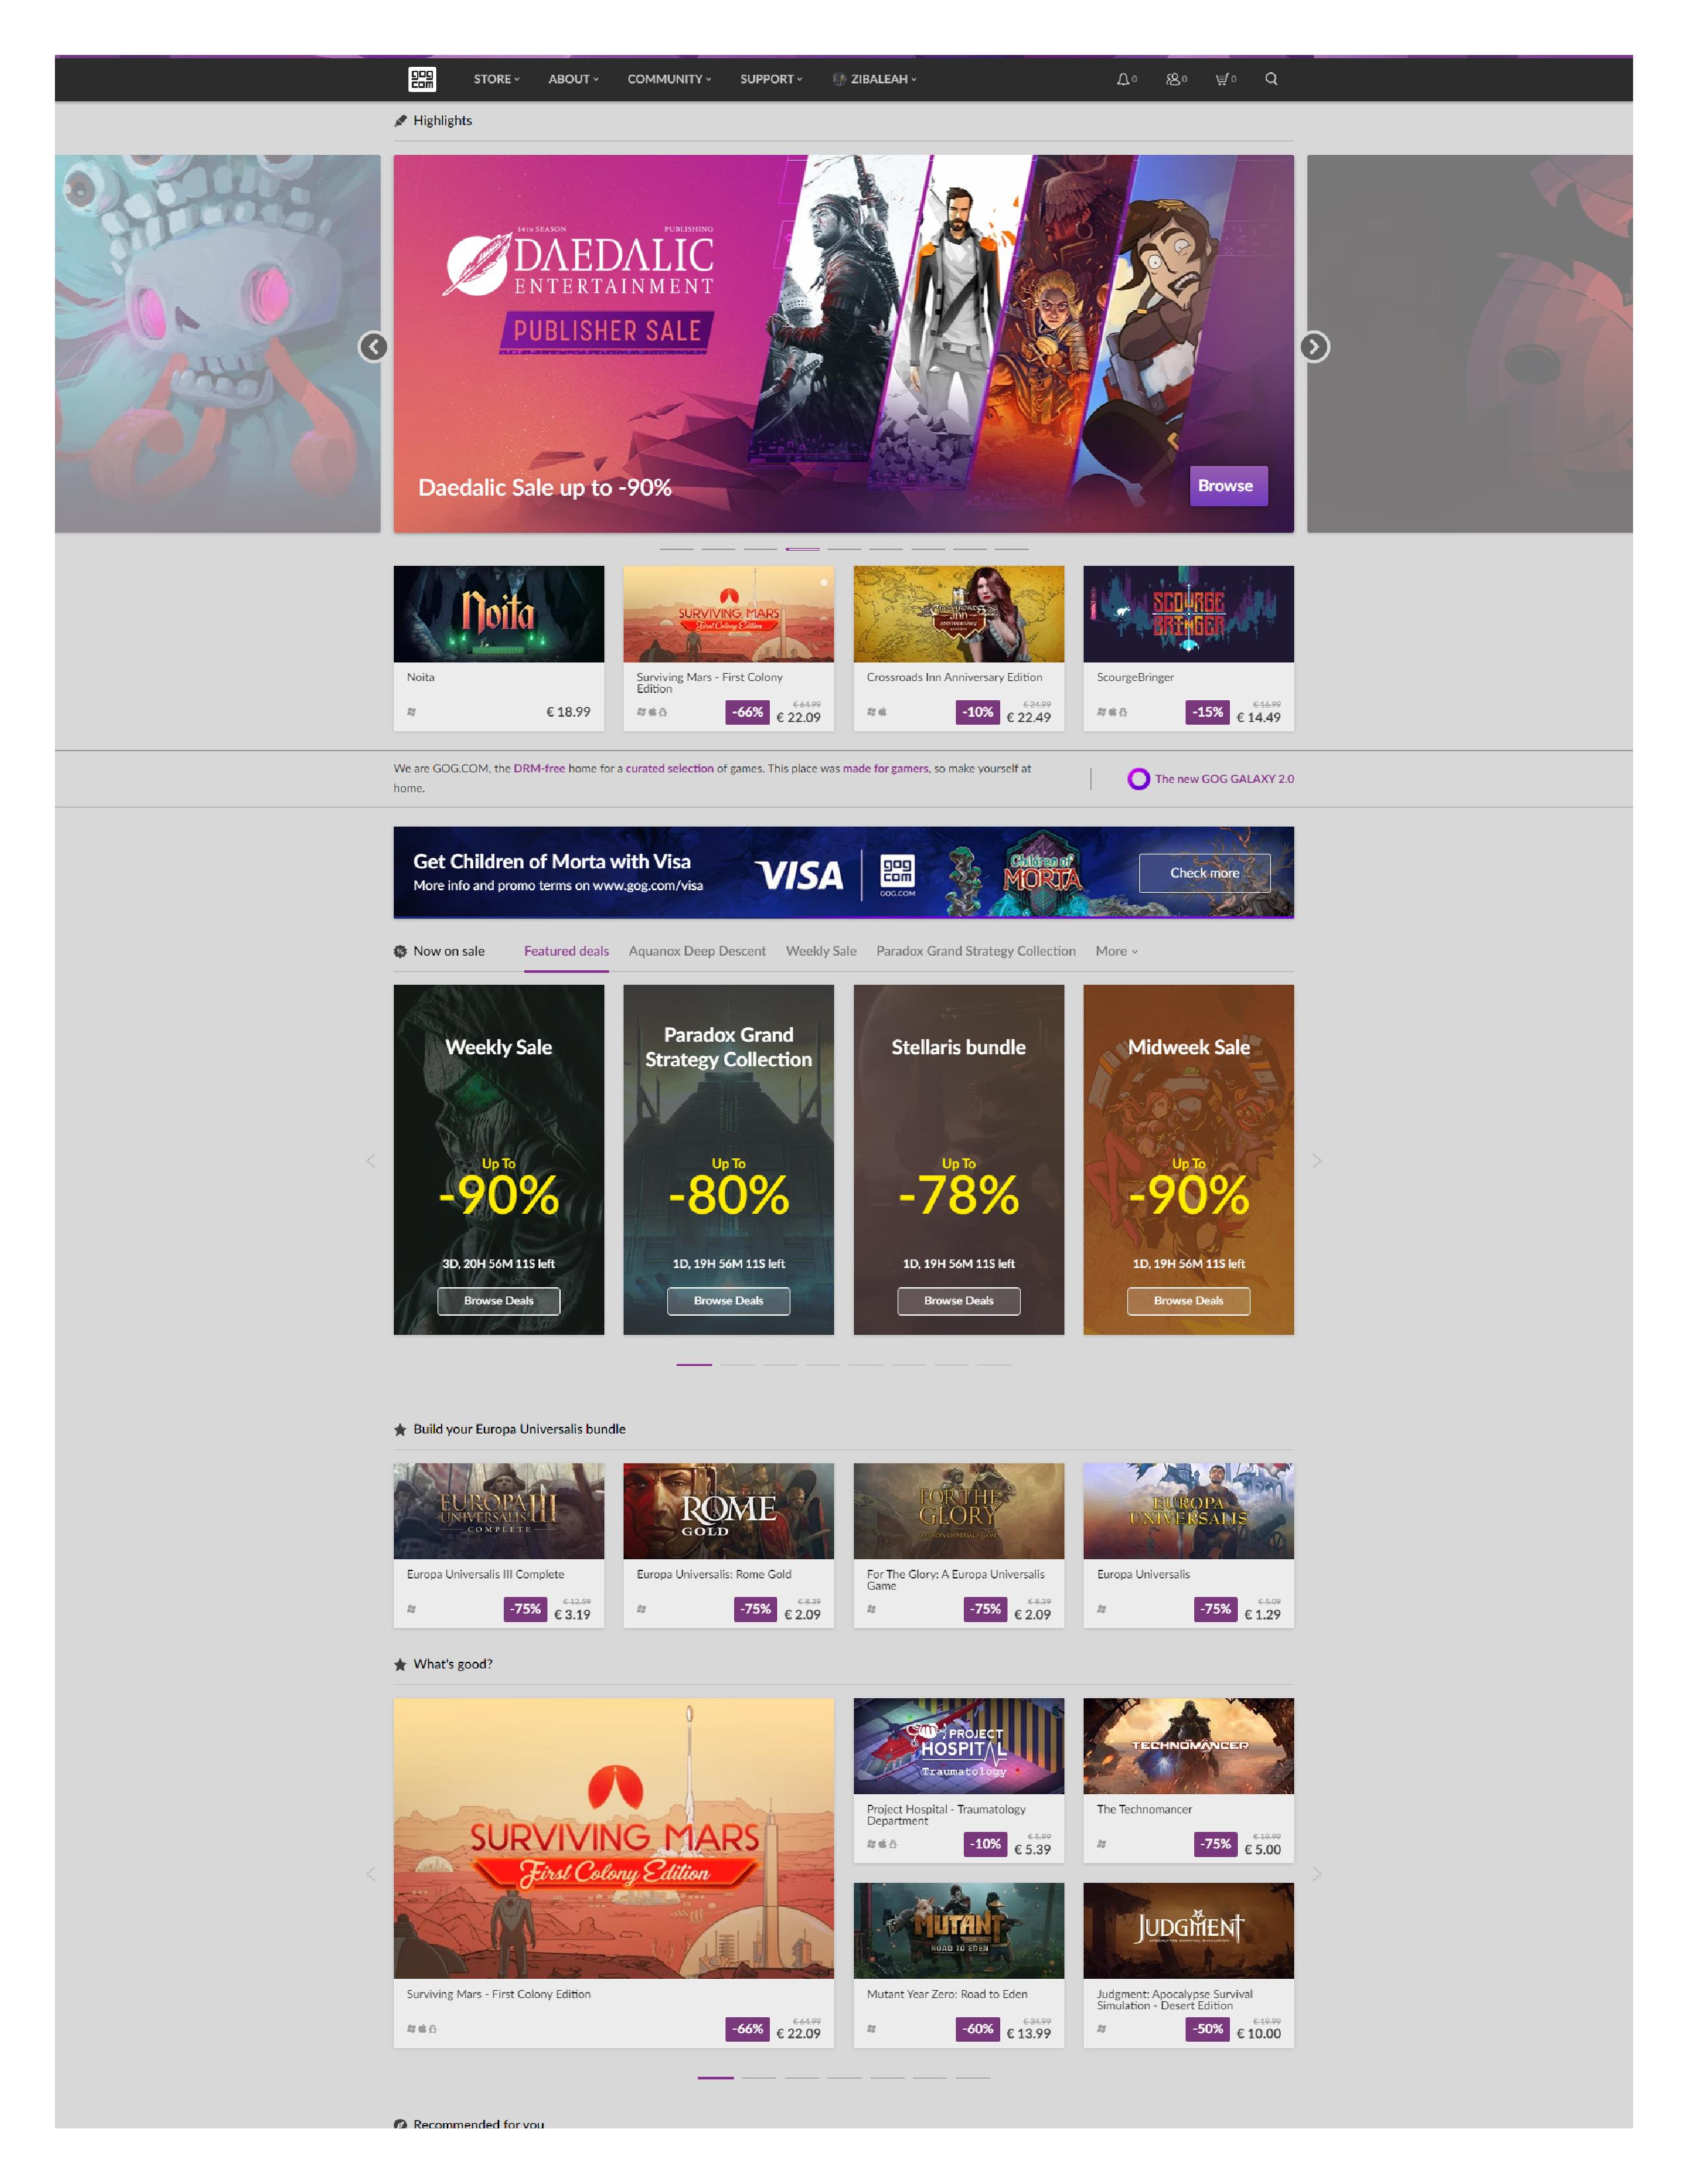 gog
com
STORE
ABOUT
COMMUNITY
SUPPORT
ZIBALEAH
0
0
0
Highlights
14TH SEASON
PUBLISHING
DAEDALIC
ENTERTAINMENT
PUBLISHER SALE
Daedalic Sale up to -90%
Browse
Noita
SURVIVING MARS
First Colony Edition
SCOURGE
BRINGER
Noita
€ 18.99
Surviving Mars - First Colony
Edition
-66%
€ 64.99
€ 22.09
Crossroads Inn Anniversary Edition
-10%
€ 24.99
€ 22.49
ScourgeBringer
-15%
€ 16.99
€ 14.49
We are GOG.COM, the DRM-free home for a curated selection of games. This place was made for gamers, so make yourself at
home.
The new GOG GALAXY 2.0
Get Children of Morta with Visa
More info and promo terms on www.gog.com/visa
VISA
gog
com
GOG.COM
Children of
MORTA
Check more
Now on sale
Featured deals
Aquanox Deep Descent
Weekly Sale
Paradox Grand Strategy Collection
More
Weekly Sale
Up To
-90%
3D, 20H 56M 11S left
Browse Deals
Paradox Grand
Strategy Collection
Up To
-80%
1D, 19H 56M 11S left
Browse Deals
Stellaris bundle
Up To
-78%
1D, 19H 56M 11S left
Browse Deals
Midweek Sale
Up To
-90%
1D, 19H 56M 11S left
Browse Deals
Build your Europa Universalis bundle
EUROPA III
UNIVERSALIS
COMPLETE
ROME
GOLD
FOR THE
GLORY
EUROPA
UNIVERSALIS
Europa Universalis III Complete
-75%
€ 12.59
€ 3.19
Europa Universalis: Rome Gold
-75%
€ 8.39
€ 2.09
For The Glory: A Europa Universalis
Game
-75%
€ 8.39
€ 2.09
Europa Universalis
-75%
€ 5.09
€ 1.29
What's good?
SURVIVING MARS
First Colony Edition
Surviving Mars - First Colony Edition
-66%
€ 64.99
€ 22.09
PROJECT
HOSPITAL
Traumatology
Project Hospital - Traumatology
Department
-10%
€ 5.99
€ 5.39
TECHNOMANCER
The Technomancer
-75%
€ 19.99
€ 5.00
MUTANT
ROAD TO EDEN
Mutant Year Zero: Road to Eden
-60%
€ 34.99
€ 13.99
JUDGMENT
Judgment: Apocalypse Survival
Simulation - Desert Edition
-50%
€ 19.99
€ 10.00
Recommended for you